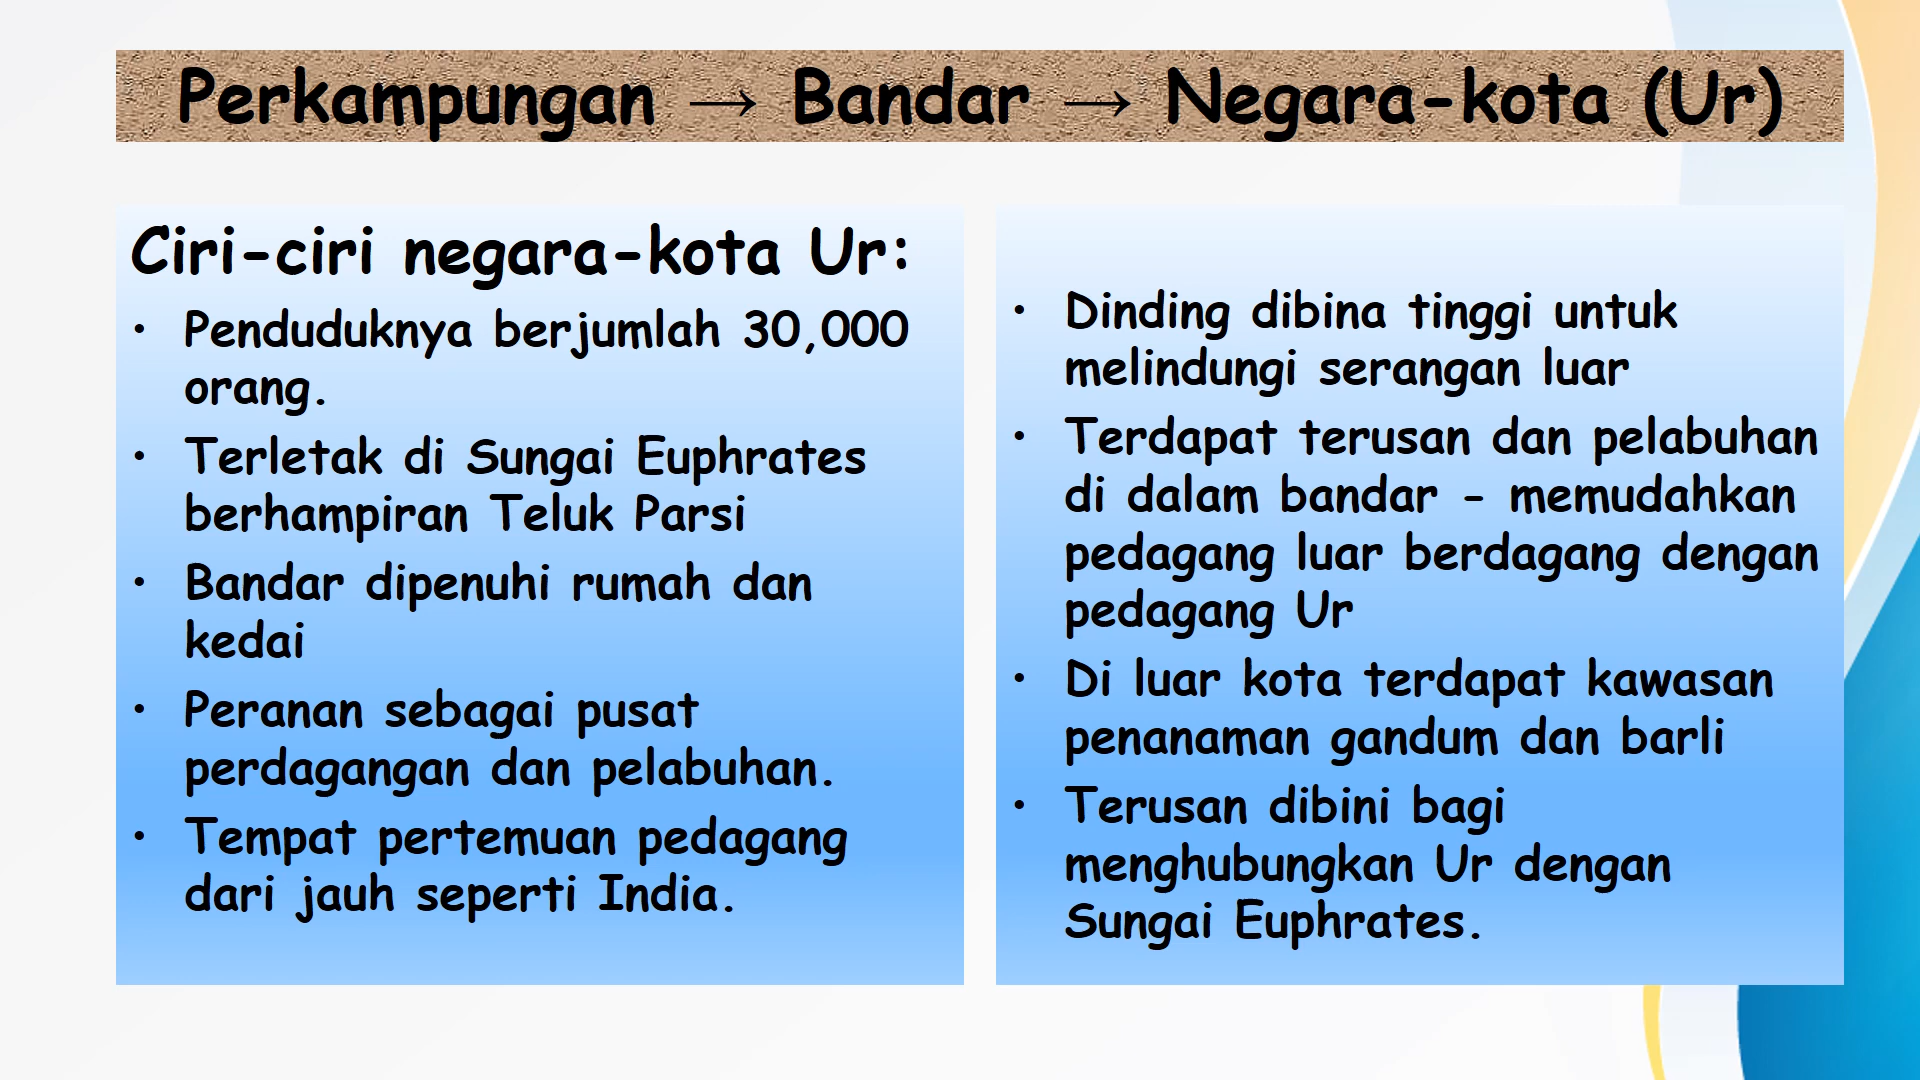 Perkampungan → Bandar → Negara-kota (Ur)
Ciri-ciri negara-kota Ur:
• Penduduknya berjumlah 30,000
orang.
• Terletak di Sungai Euphrates
berhampiran Teluk Parsi
• Bandar dipenuhi rumah dan
kedai
• Peranan sebagai pusat
perdagangan dan pelabuhan.
• Tempat pertemuan pedagang
dari jauh seperti India.
• Dinding dibina tinggi untuk
melindungi serangan luar
• Terdapat terusan dan pelabuhan
di dalam bandar - memudahkan
pedagang luar berdagang dengan
pedagang Ur
• Di luar kota terdapat kawasan
penanaman gandum dan barli
• Terusan dibini bagi
menghubungkan Ur dengan
Sungai Euphrates.